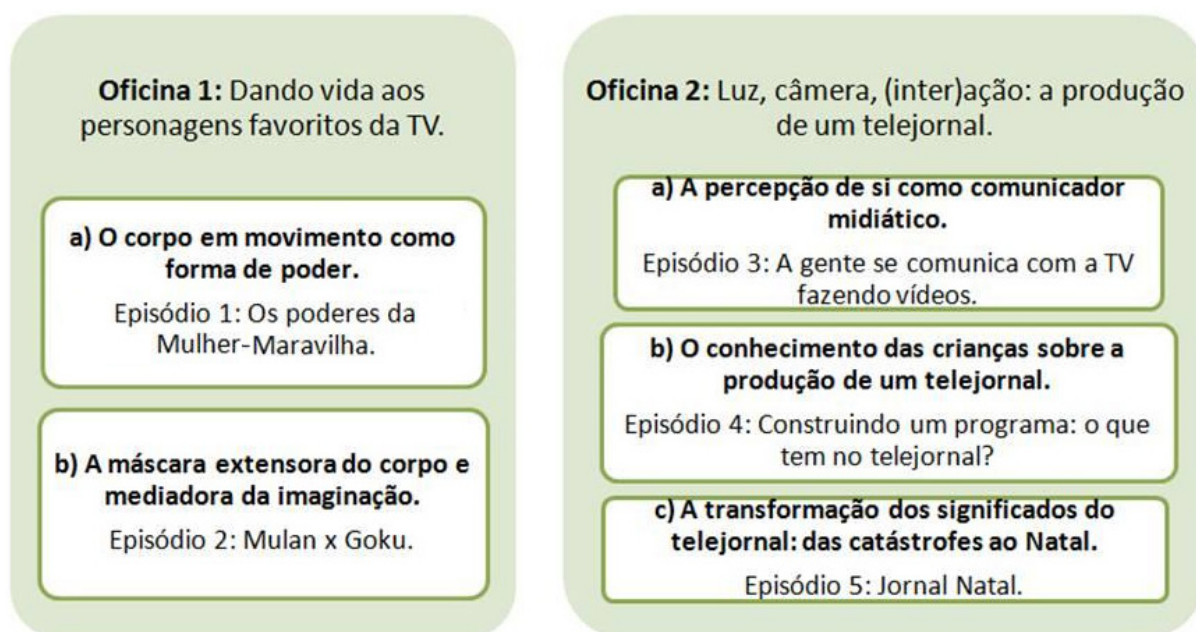 Oficina 1: Dando vida aos
personagens favoritos da TV.
a) O corpo em movimento como
forma de poder.
Episódio 1: Os poderes da
Mulher-Maravilha.
b) A máscara extensora do corpo e
mediadora da imaginação.
Episódio 2: Mulan x Goku.
Oficina 2: Luz, câmera, (inter)ação: a produção
de um telejornal.
a) A percepção de si como comunicador
midiático.
Episódio 3: A gente se comunica com a TV
fazendo vídeos.
b) O conhecimento das crianças sobre a
produção de um telejornal.
Episódio 4: Construindo um programa: o que
tem no telejornal?
c) A transformação dos significados do
telejornal: das catástrofes ao Natal.
Episódio 5: Jornal Natal.